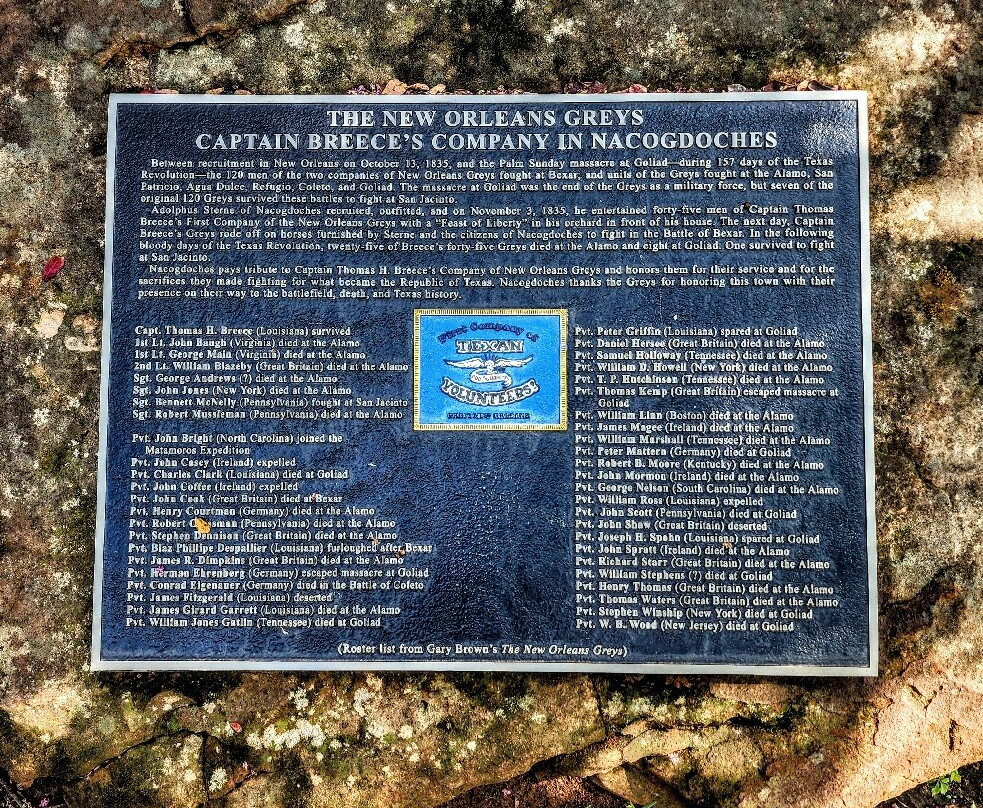 THE NEW ORLEANS GREYS
CAPTAIN BREECE'S COMPANY IN NACOGDOCHES
Between recruitment in New Orleans on October 13, 1835, and the Palm Sunday massacre at Goliad—during 157 days of the Texas
Revolution—the 120 men of the two companies of New Orleans Greys fought at Bexar, and units of the Greys fought at the Alamo, San
Patricio, Agua Dulce, Refugio, Coleto, and Goliad. The massacre at Goliad was the end of the Greys as a military force, but seven of the
original 120 Greys survived these battles to fight at San Jacinto.
Adolphus Sterne of Nacogdoches recruited, outfitted, and on November 3, 1835, he entertained forty-five men of Captain Thomas
Breece's First Company of the New Orleans Greys with a "Feast of Liberty" in his orchard in front of his house. The next day, Captain
Breece's Greys rode off on horses furnished by Sterne and the citizens of Nacogdoches to fight in the Battle of Bexar. In the following
bloody days of the Texas Revolution, twenty-five of Breece's forty-five Greys died at the Alamo and eight at Goliad. One survived to fight
at San Jacinto.
Nacogdoches pays tribute to Captain Thomas H. Breece's Company of New Orleans Greys and honors them for their service and for the
sacrifices they made fighting for what became the Republic of Texas. Nacogdoches thanks the Greys for honoring this town with their
presence on their way to the battlefield, death, and Texas history.
Capt. Thomas H. Breece (Louisiana) survived
1st Lt. John Baugh (Virginia) died at the Alamo
1st Lt. George Main (Virginia) died at the Alamo
2nd Lt. William Blazeby (Great Britain) died at the Alamo
Sgt. George Andrews (?) died at the Alamo
Sgt. John Jones (New York) died at the Alamo
Sgt. Bennet McNelly (Pennsylvania) fought at San Jacinto
Sgt. Robert Mussleman (Pennsylvania) died at the Alamo
Pvt. John Bright (North Carolina) joined the
Matamoros Expedition
Pvt. John Casey (Ireland) expelled
Pvt. Charles Clark (Louisiana) died at Goliad
Pvt. John Coffee (Ireland) expelled
Pvt. John Cook (Great Britain) died at Bexar
Pvt. Henry Courtman (Germany) died at the Alamo
Pvt. Robert (Pennsylvania) died at the Alamo
Pvt. Stephen Dennison (Great Britain) died at the Alamo
Pvt. Blaz Phillipe Despallier (Louisiana) furloughed after Bexar
Pvt. James R. Dimpkins (Great Britain) died at the Alamo
Pvt. Herman Ehrenberg (Germany) escaped massacre at Goliad
Pvt. Conrad Eigenauer (Germany) died in the Battle of Coleto
Pvt. James Fitzgerald (Louisiana) deserted
Pvt. James Girard Garrett (Louisiana) died at the Alamo
Pvt. William Jones Gatlin (Tennessee) died at Goliad
First Company of
TEXAN
VOLUNTEERS!
FROM NEW ORLEANS
Pvt. Peter Griffin (Louisiana) spared at Goliad
Pvt. Daniel Hersee (Great Britain) died at the Alamo
Pvt. Samuel Holloway (Tennessee) died at the Alamo
Pvt. William D. Howell (New York) died at the Alamo
Pvt. T. P. Hutchinson (Tennessee) died at the Alamo
Pvt. Thomas Kemp (Great Britain) escaped massacre at
Goliad
Pvt. William Linn (Boston) died at the Alamo
Pvt. James Magee (Ireland) died at the Alamo
Pvt. William Marshall (Tennessee) died at the Alamo
Pvt. Peter Mattern (Germany) died at Goliad
Pvt. Robert B. Moore (Kentucky) died at the Alamo
Pvt. John Mormon (Ireland) died at the Alamo
Pvt. George Nelson (South Carolina) died at the Alamo
Pvt. William Ross (Louisiana) expelled
Pvt. John Scott (Pennsylvania) died at Goliad
Pvt. John Show (Great Britain) deserted
Pvt. Joseph H. Spohn (Louisiana) spared at Goliad
Pvt. John Spratt (Ireland) died at the Alamo
Pvt. Richard Starr (Great Britain) died at the Alamo
Pvt. William Stephens (?) died at Goliad
Pvt. Henry Thomas (Great Britain) died at the Alamo
Pvt. Thomas Waters (Great Britain) died at the Alamo
Pvt. Stephen Winship (New York) died at Goliad
Pvt. W. B. Wood (New Jersey) died at Goliad
(Roster list from Gary Brown's The New Orleans Greys)